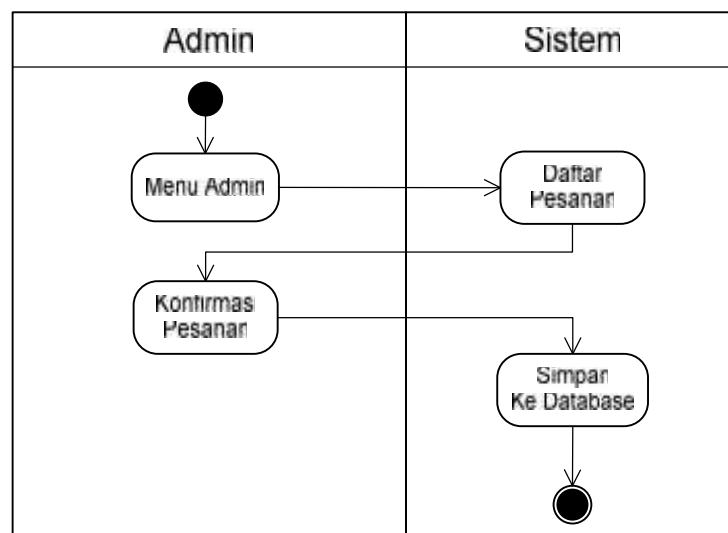 Admin
Sistem
Menu Admin
Daftar
Pesanan
Konfirmasi
Pesanan
Simpan
Ke Database